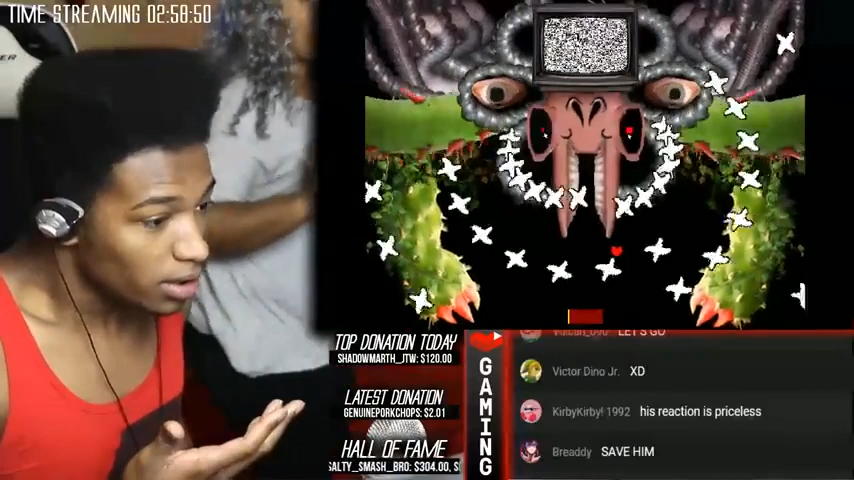 TIME STREAMING 02:58:50
TOP DONATION TODAY
SHADOWMARTH_JTW: $120.00
LATEST DONATION
GENUINEPORKCHOPS: $2.01
HALL OF FAME
SALTY_SMASH_BRO: $304.00, $
GAMING
LET'S GO
Victor Dino Jr. XD
KirbyKirby! 1992 his reaction is priceless
Breaddy SAVE HIM